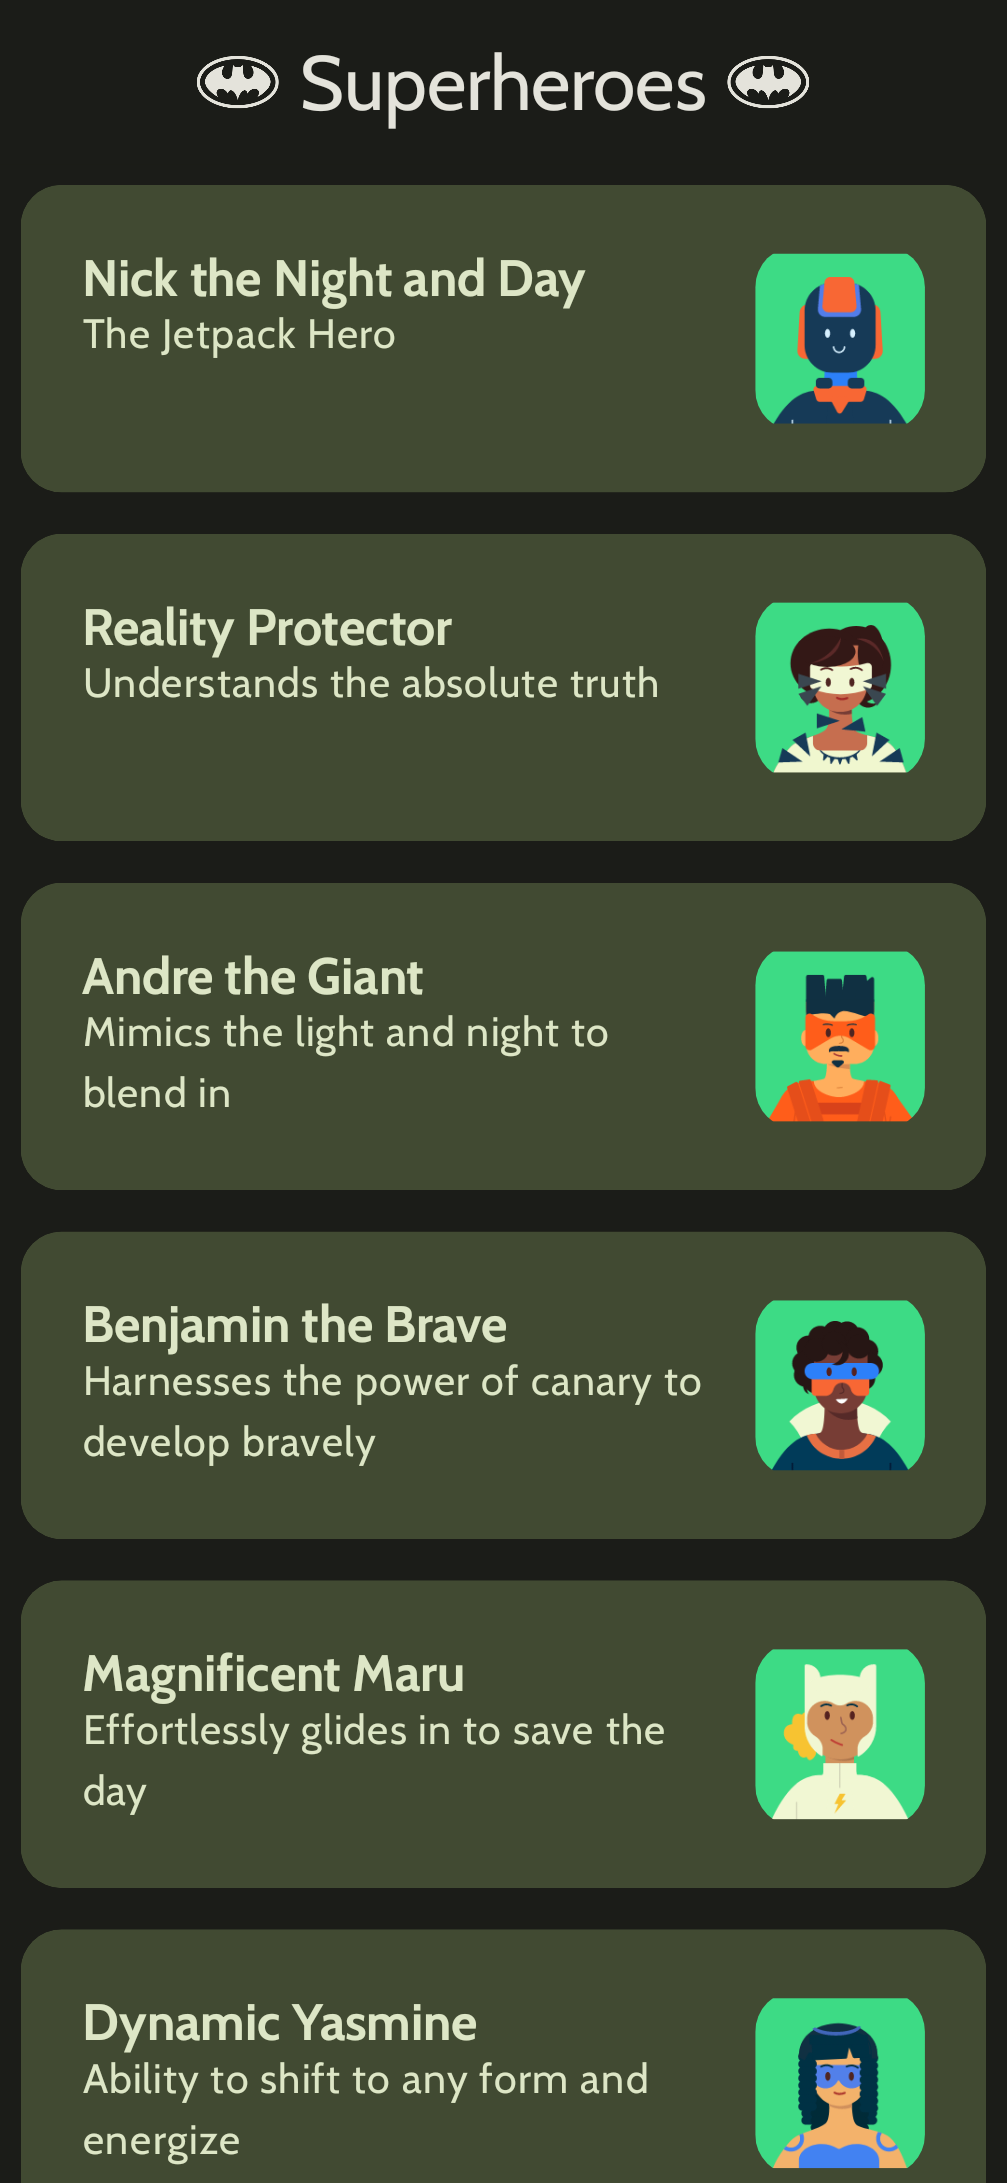 Superheroes
Nick the Night and Day
The Jetpack Hero
Reality Protector
Understands the absolute truth
Andre the Giant
Mimics the light and night to
blend in
Benjamin the Brave
Harnesses the power of canary to
develop bravely
Magnificent Maru
Effortlessly glides in to save the
day
Dynamic Yasmine
Ability to shift to any form and
energize